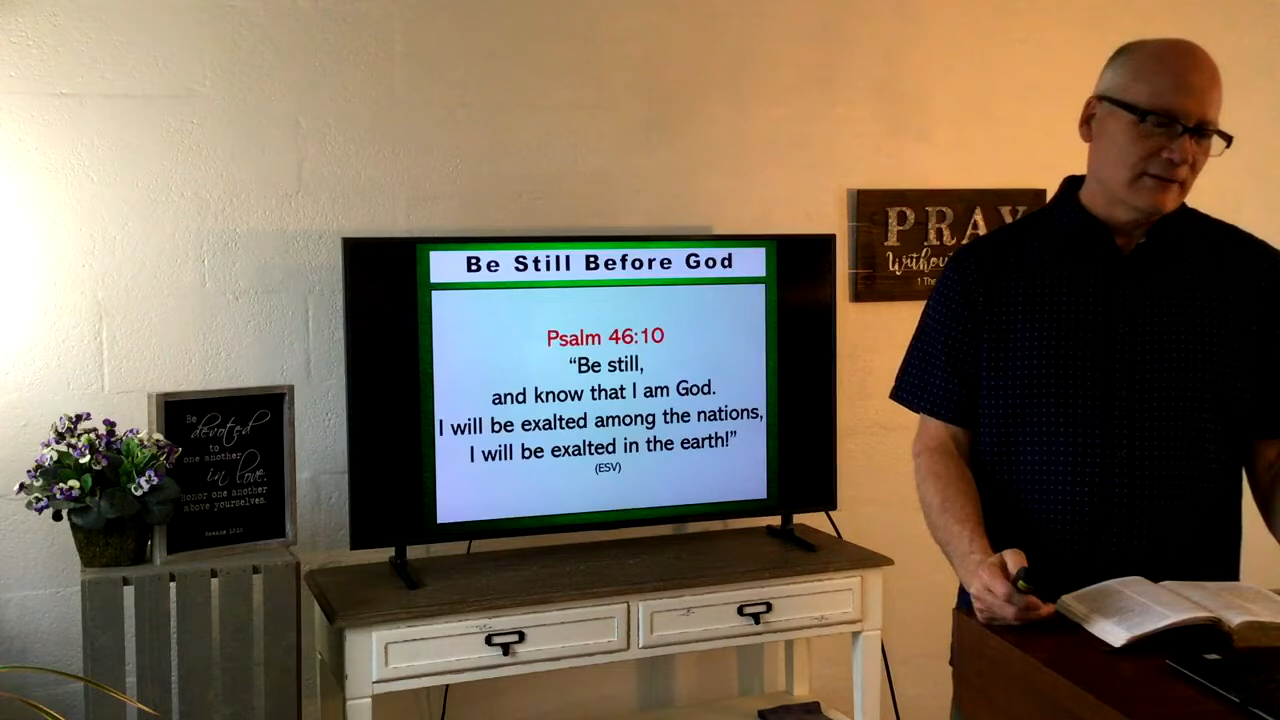 Be Still Before God
Psalm 46:10
“Be still,
and know that I am God.
I will be exalted among the nations,
I will be exalted in the earth!”
(ESV)
PRAY
1 The
Be
devoted
to
one another
in love.
Honor one another
above yourselves.